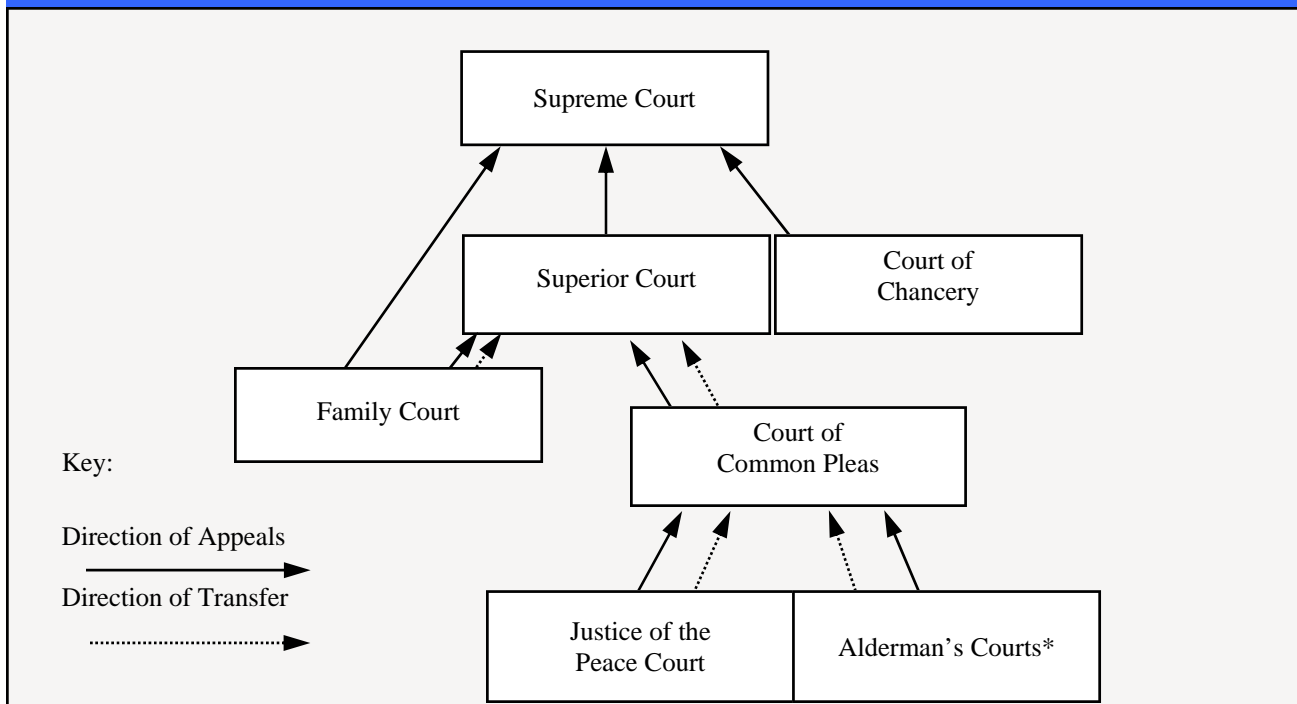 Supreme Court
Superior Court
Court of
Chancery
Family Court
Court of
Common Pleas
Key:
Direction of Appeals
Direction of Transfer
Justice of the
Peace Court
Alderman’s Courts*